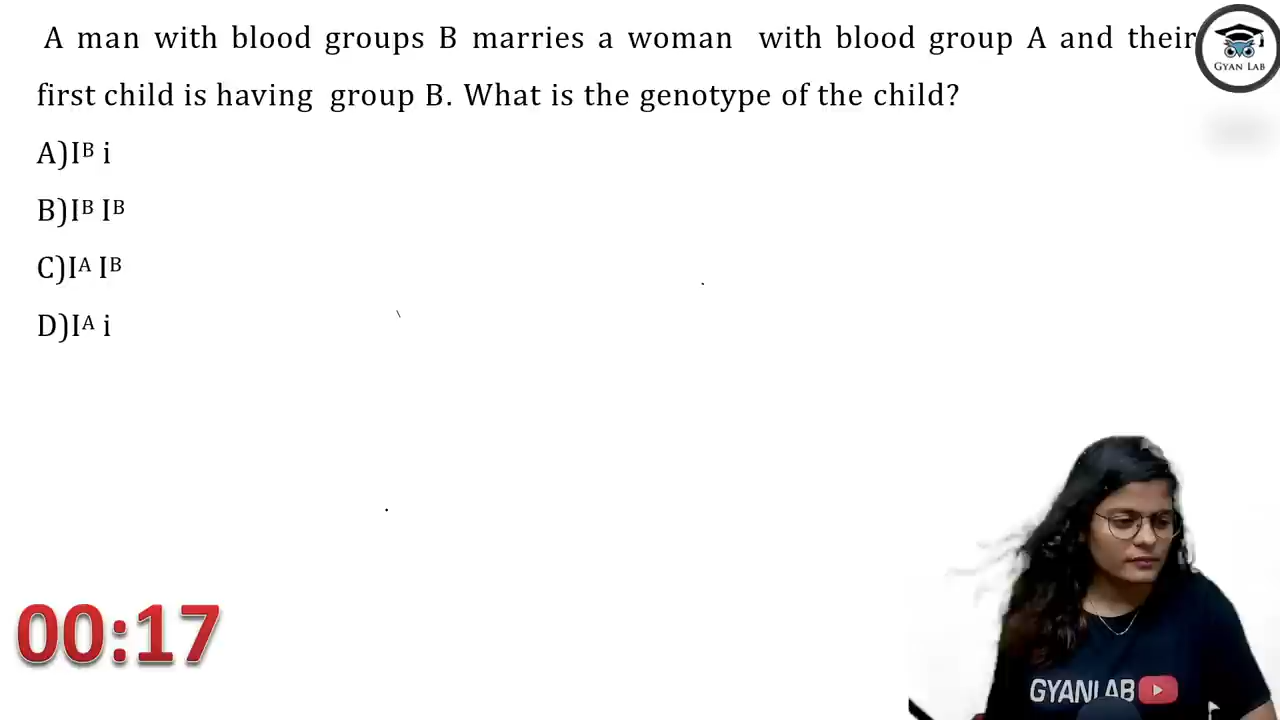 A man with blood groups B marries a woman with blood group A and their
first child is having group B. What is the genotype of the child?
A)Iᴮ i
B)Iᴮ Iᴮ
C)Iᴬ Iᴮ
D)Iᴬ i
GYAN LAB
00:17
GYANLAB